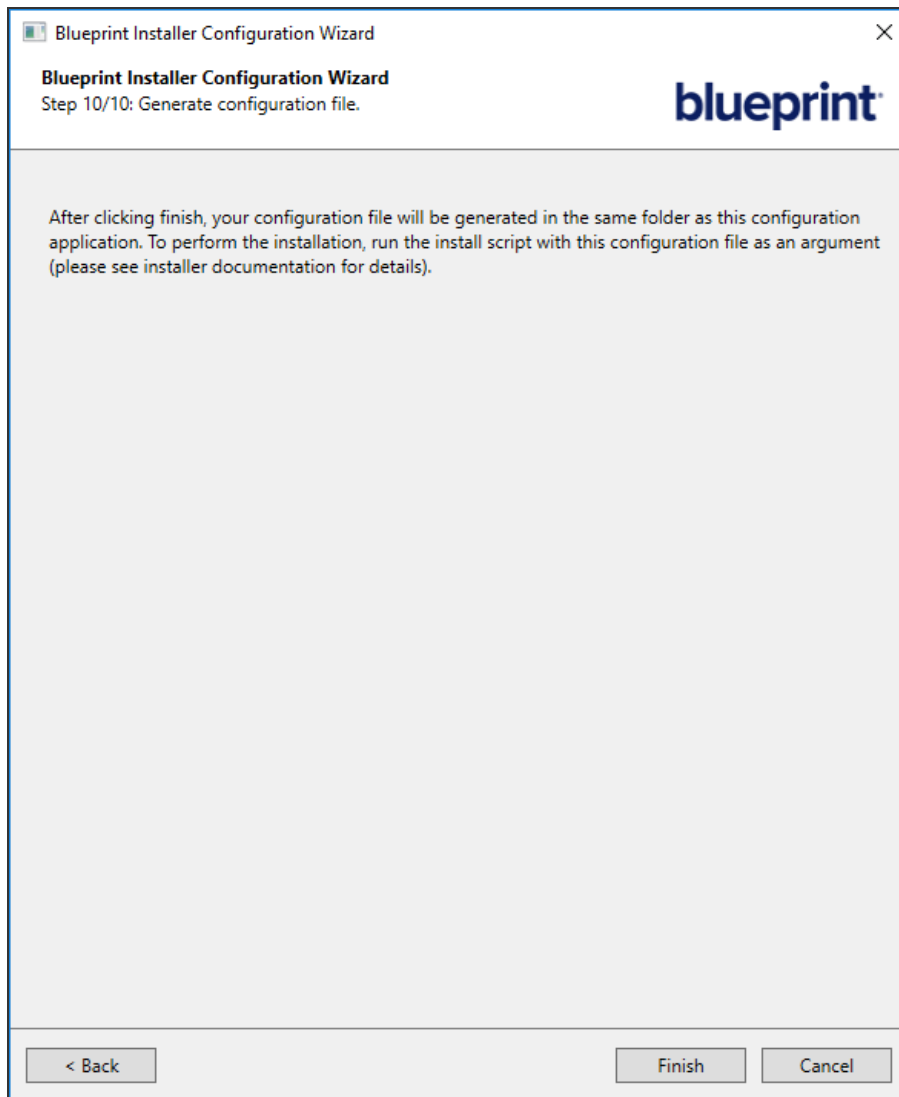 Blueprint Installer Configuration Wizard
Blueprint Installer Configuration Wizard
Step 10/10: Generate configuration file.
blueprint
After clicking finish, your configuration file will be generated in the same folder as this configuration
application. To perform the installation, run the install script with this configuration file as an argument
(please see installer documentation for details).
< Back
Finish
Cancel